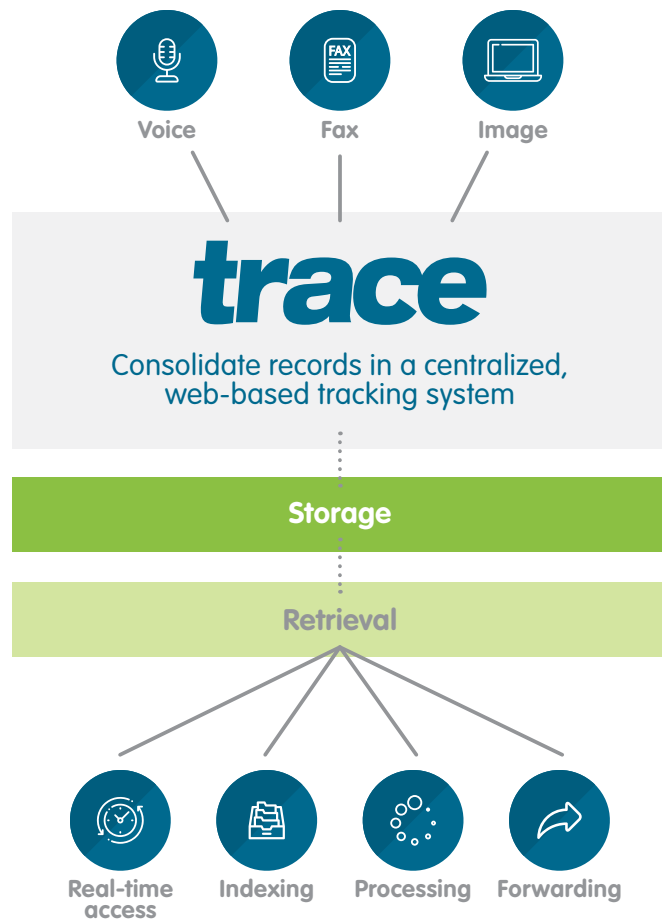 FAX
Voice
Fax
Image
trace
Consolidate records in a centralized,
web-based tracking system
Storage
Retrieval
Real-time
access
Indexing
Processing
Forwarding